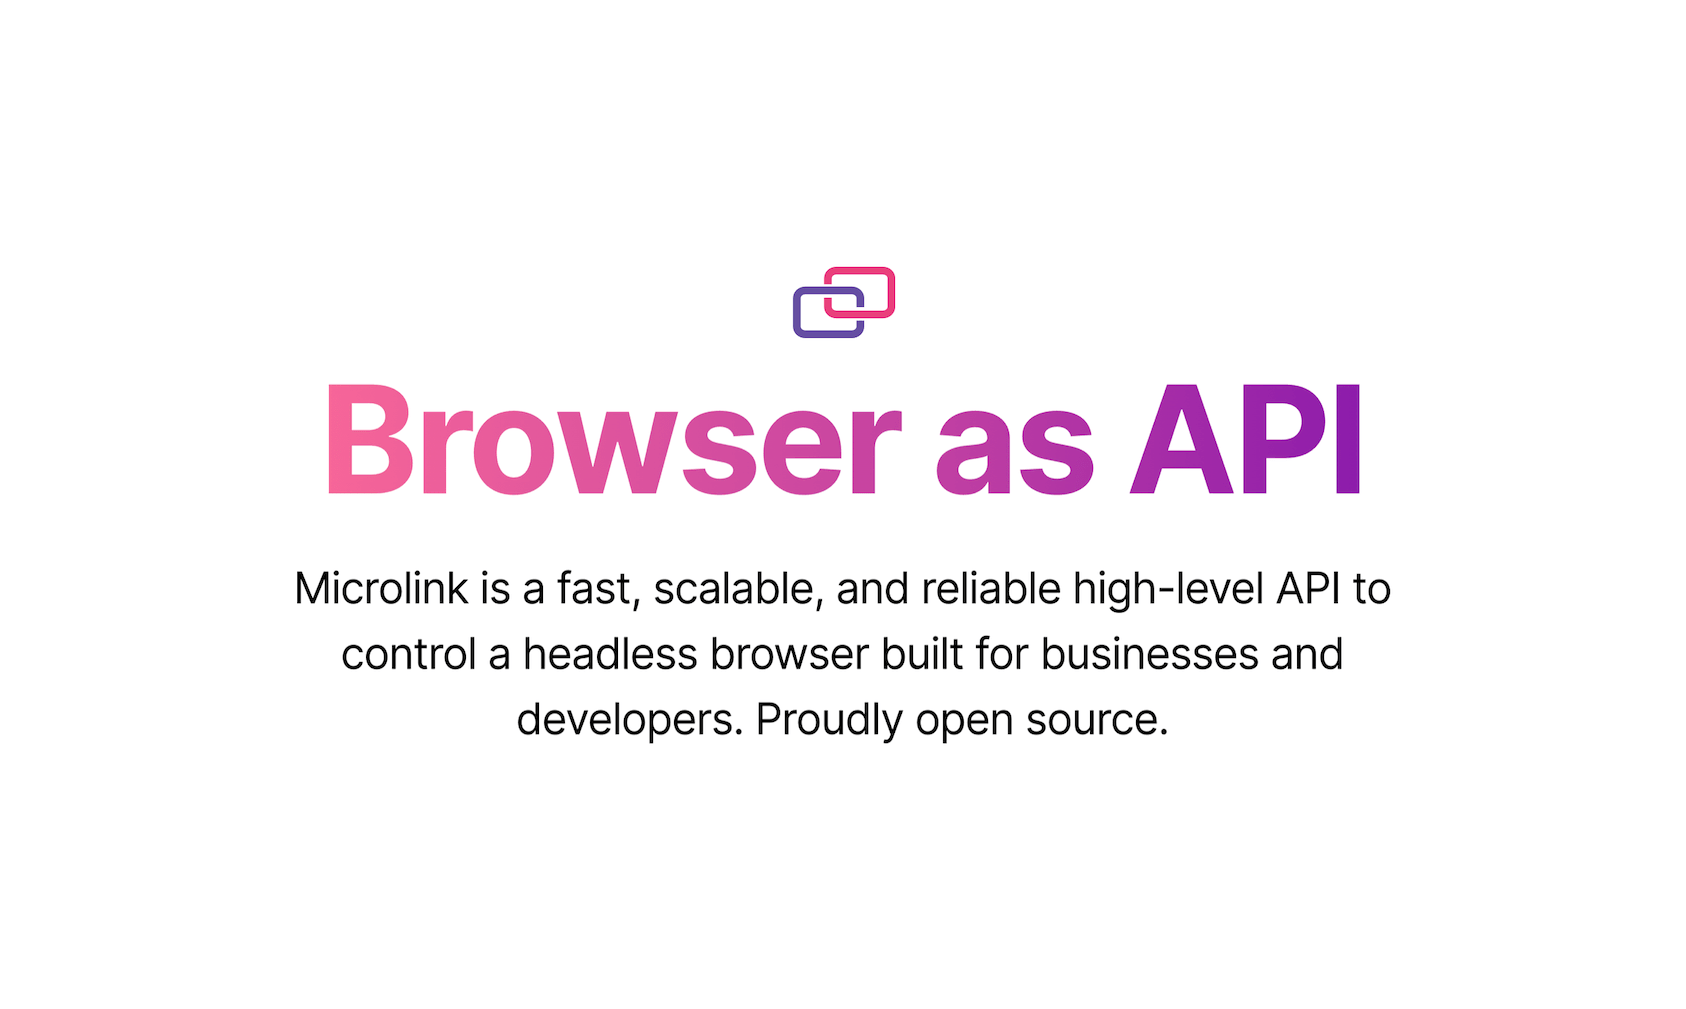 Browser as API
Microlink is a fast, scalable, and reliable high-level API to
control a headless browser built for businesses and
developers. Proudly open source.